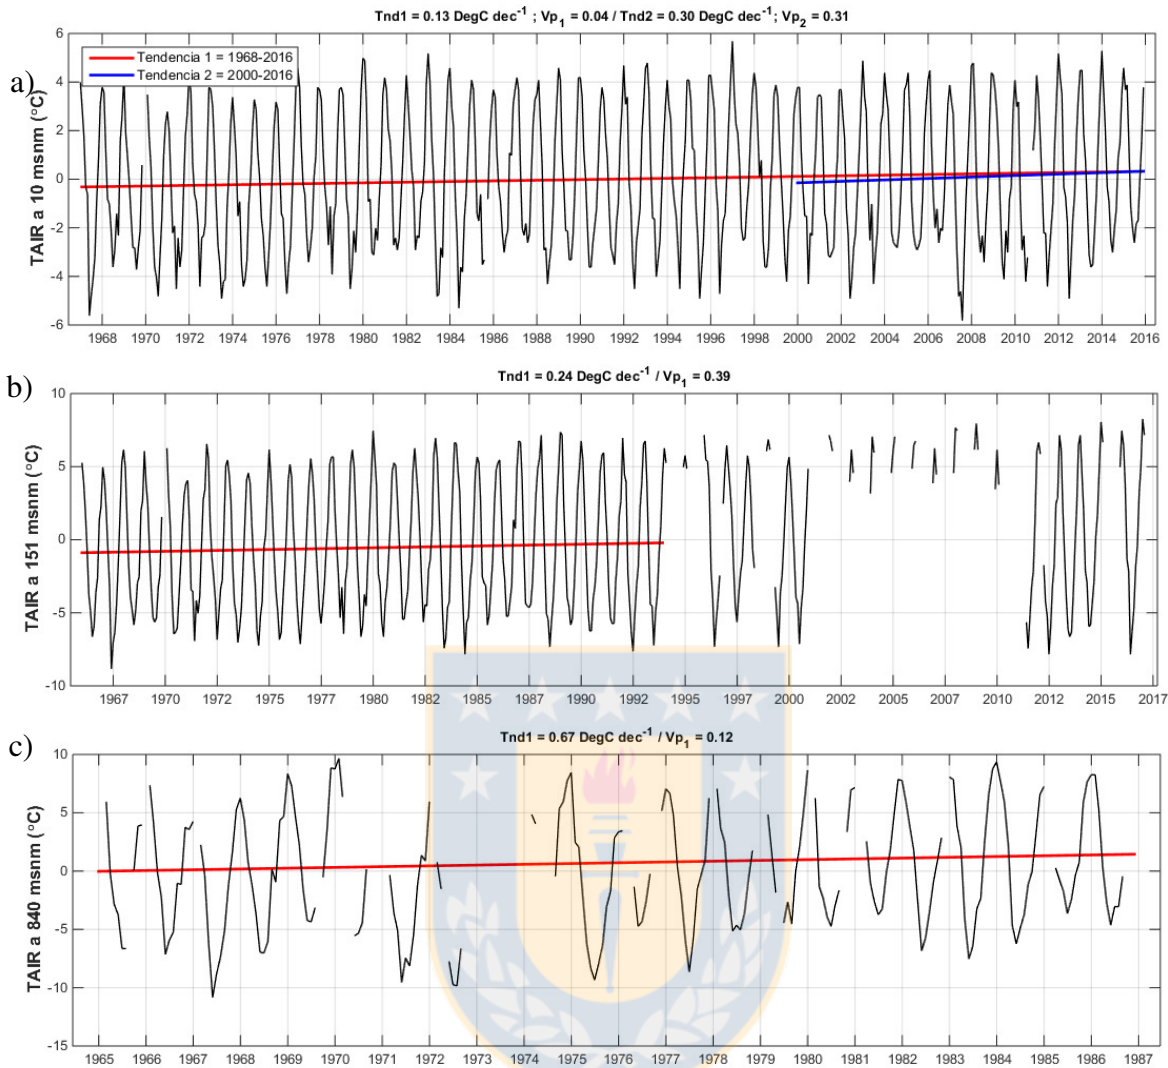 Tnd1 = 0.13 DegC dec⁻¹ ; Vp₁ = 0.04 / Tnd2 = 0.30 DegC dec⁻¹; Vp₂ = 0.31
a)
Tendencia 1 = 1968-2016
Tendencia 2 = 2000-2016
TAIR a 10 msnm (°C)
6
4
2
0
-2
-4
-6
1968 1970 1972 1974 1976 1978 1980 1982 1984 1986 1988 1990 1992 1994 1996 1998 2000 2002 2004 2006 2008 2010 2012 2014 2016
b)
Tnd1 = 0.24 DegC dec⁻¹ / Vp₁ = 0.39
TAIR a 151 msnm (°C)
10
5
0
-5
-10
1967 1970 1972 1975 1977 1980 1982 1985 1987 1990 1992 1995 1997 2000 2002 2005 2007 2010 2012 2015 2017
c)
Tnd1 = 0.67 DegC dec⁻¹ / Vp₁ = 0.12
TAIR a 840 msnm (°C)
10
5
0
-5
-10
-15
1965 1966 1967 1968 1969 1970 1971 1972 1973 1974 1975 1976 1977 1978 1979 1980 1981 1982 1983 1984 1985 1986 1987